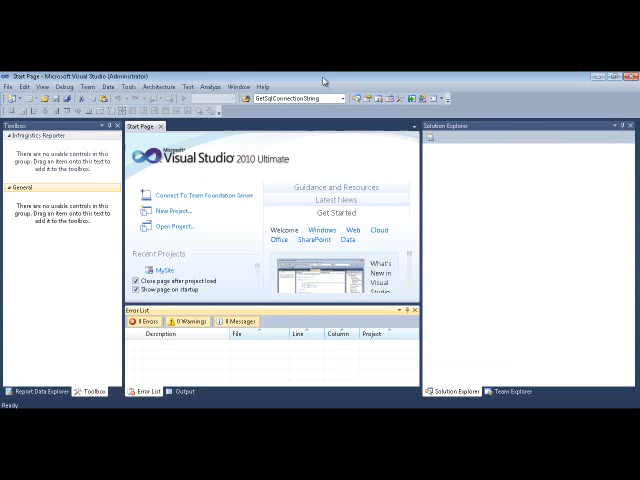 Start Page - Microsoft Visual Studio (Administrator)
File Edit View Debug Team Data Tools Architecture Test Analyze Window Help
GetSqlConnectionString
Toolbox
Infragistics Reporter
There are no usable controls in this
group. Drag an item onto this text to
add it to the toolbox.
General
There are no usable controls in this
group. Drag an item onto this text to
add it to the toolbox.
Report Data Explorer
Toolbox
Start Page
Microsoft
Visual Studio 2010 Ultimate
Connect To Team Foundation Server
New Project...
Open Project...
Recent Projects
MySite
Close page after project load
Show page on startup
Guidance and Resources
Latest News
Get Started
Welcome Windows Web Cloud
Office SharePoint Data
What's
New in
Visual
Studio
Error List
0 Errors
0 Warnings
0 Messages
Description File Line Column Project
Error List
Output
Solution Explorer
Solution Explorer
Team Explorer
Ready